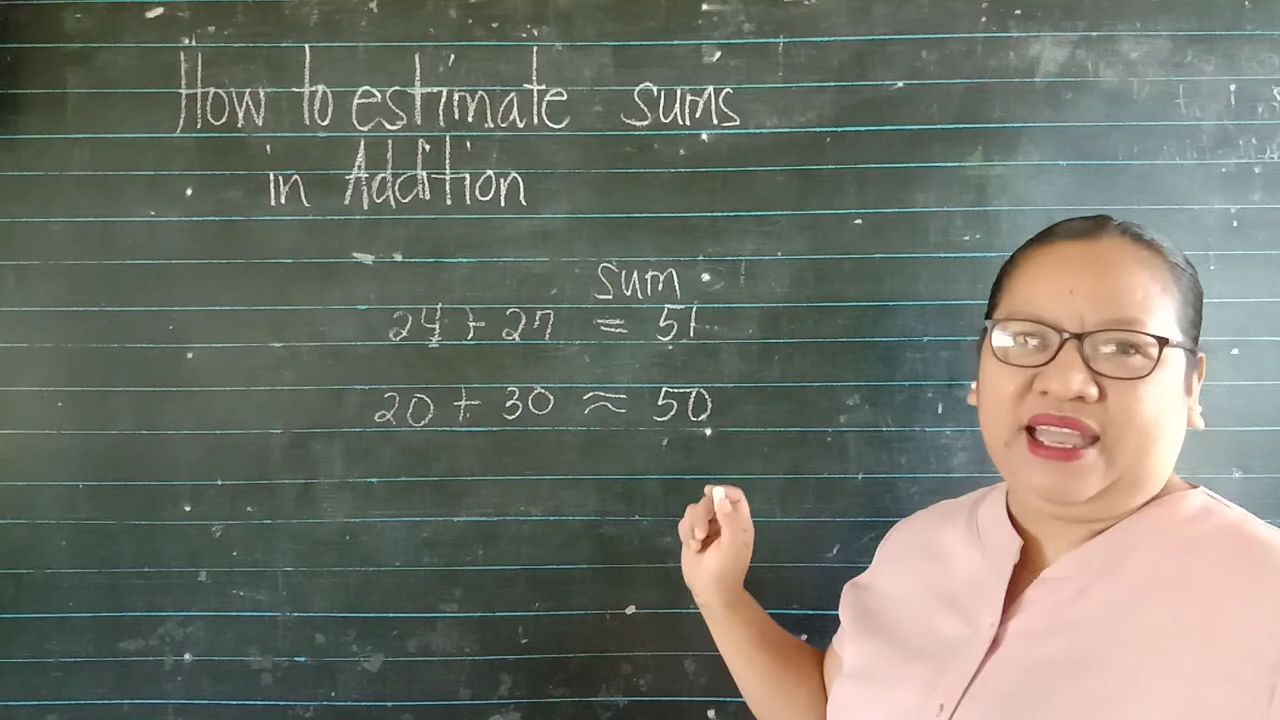 How to estimate sums
in Addition
sum
24 + 27 = 51
20 + 30 ≈ 50